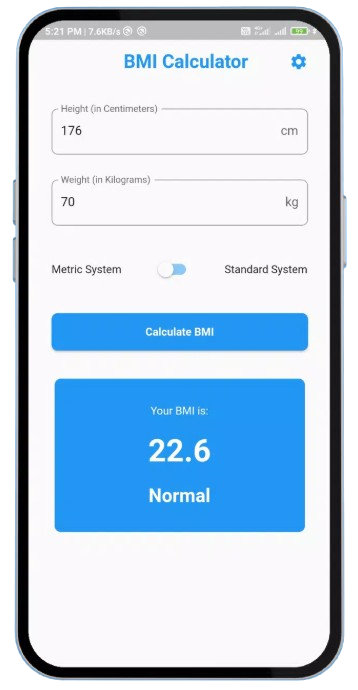 5:21 PM | 7.6KB/s
BMI Calculator
Height (in Centimeters)
176 cm
Weight (in Kilograms)
70 kg
Metric System Standard System
Calculate BMI
Your BMI is:
22.6
Normal